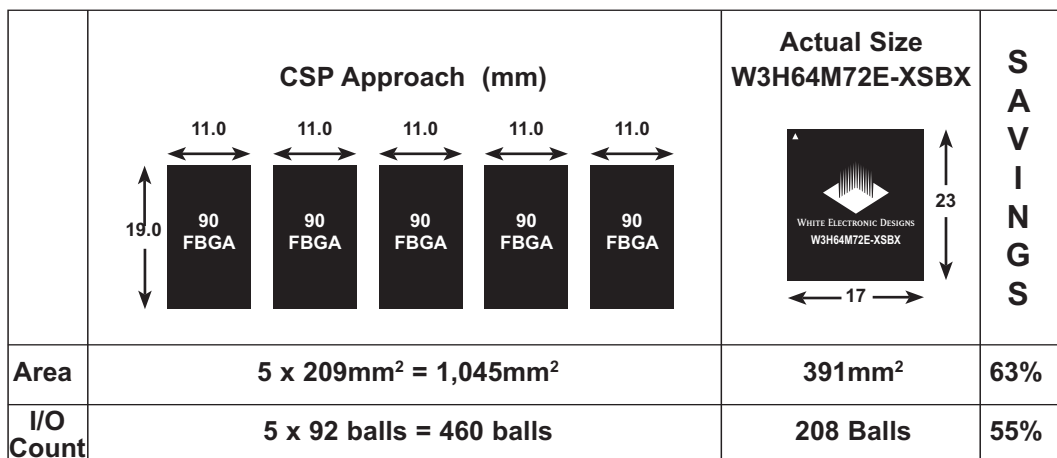 CSP Approach (mm)
Actual Size
W3H64M72E-XSBX
S
A
V
I
N
G
S
11.0 11.0 11.0 11.0 11.0
19.0
90
FBGA
90
FBGA
90
FBGA
90
FBGA
90
FBGA
WHITE ELECTRONIC DESIGNS
W3H64M72E-XSBX
23
17
Area 5 x 209mm² = 1,045mm² 391mm² 63%
I/O
Count 5 x 92 balls = 460 balls 208 Balls 55%